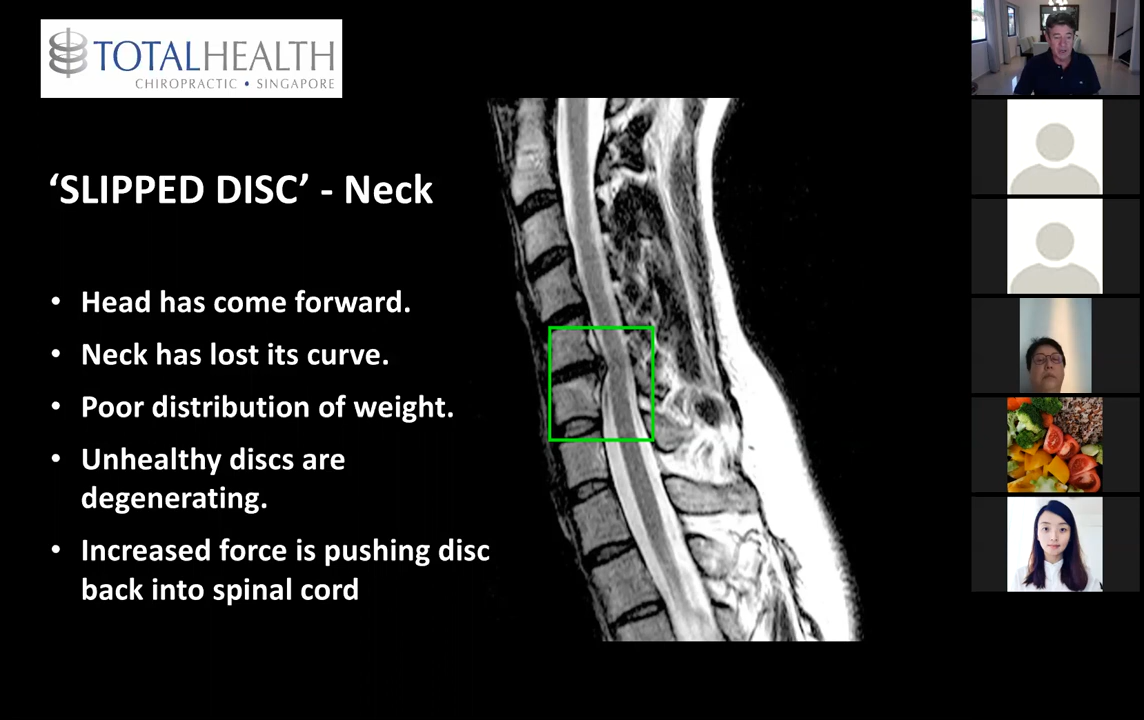 TOTALHEALTH
CHIROPRACTIC • SINGAPORE
‘SLIPPED DISC’ - Neck
• Head has come forward.
• Neck has lost its curve.
• Poor distribution of weight.
• Unhealthy discs are
degenerating.
• Increased force is pushing disc
back into spinal cord